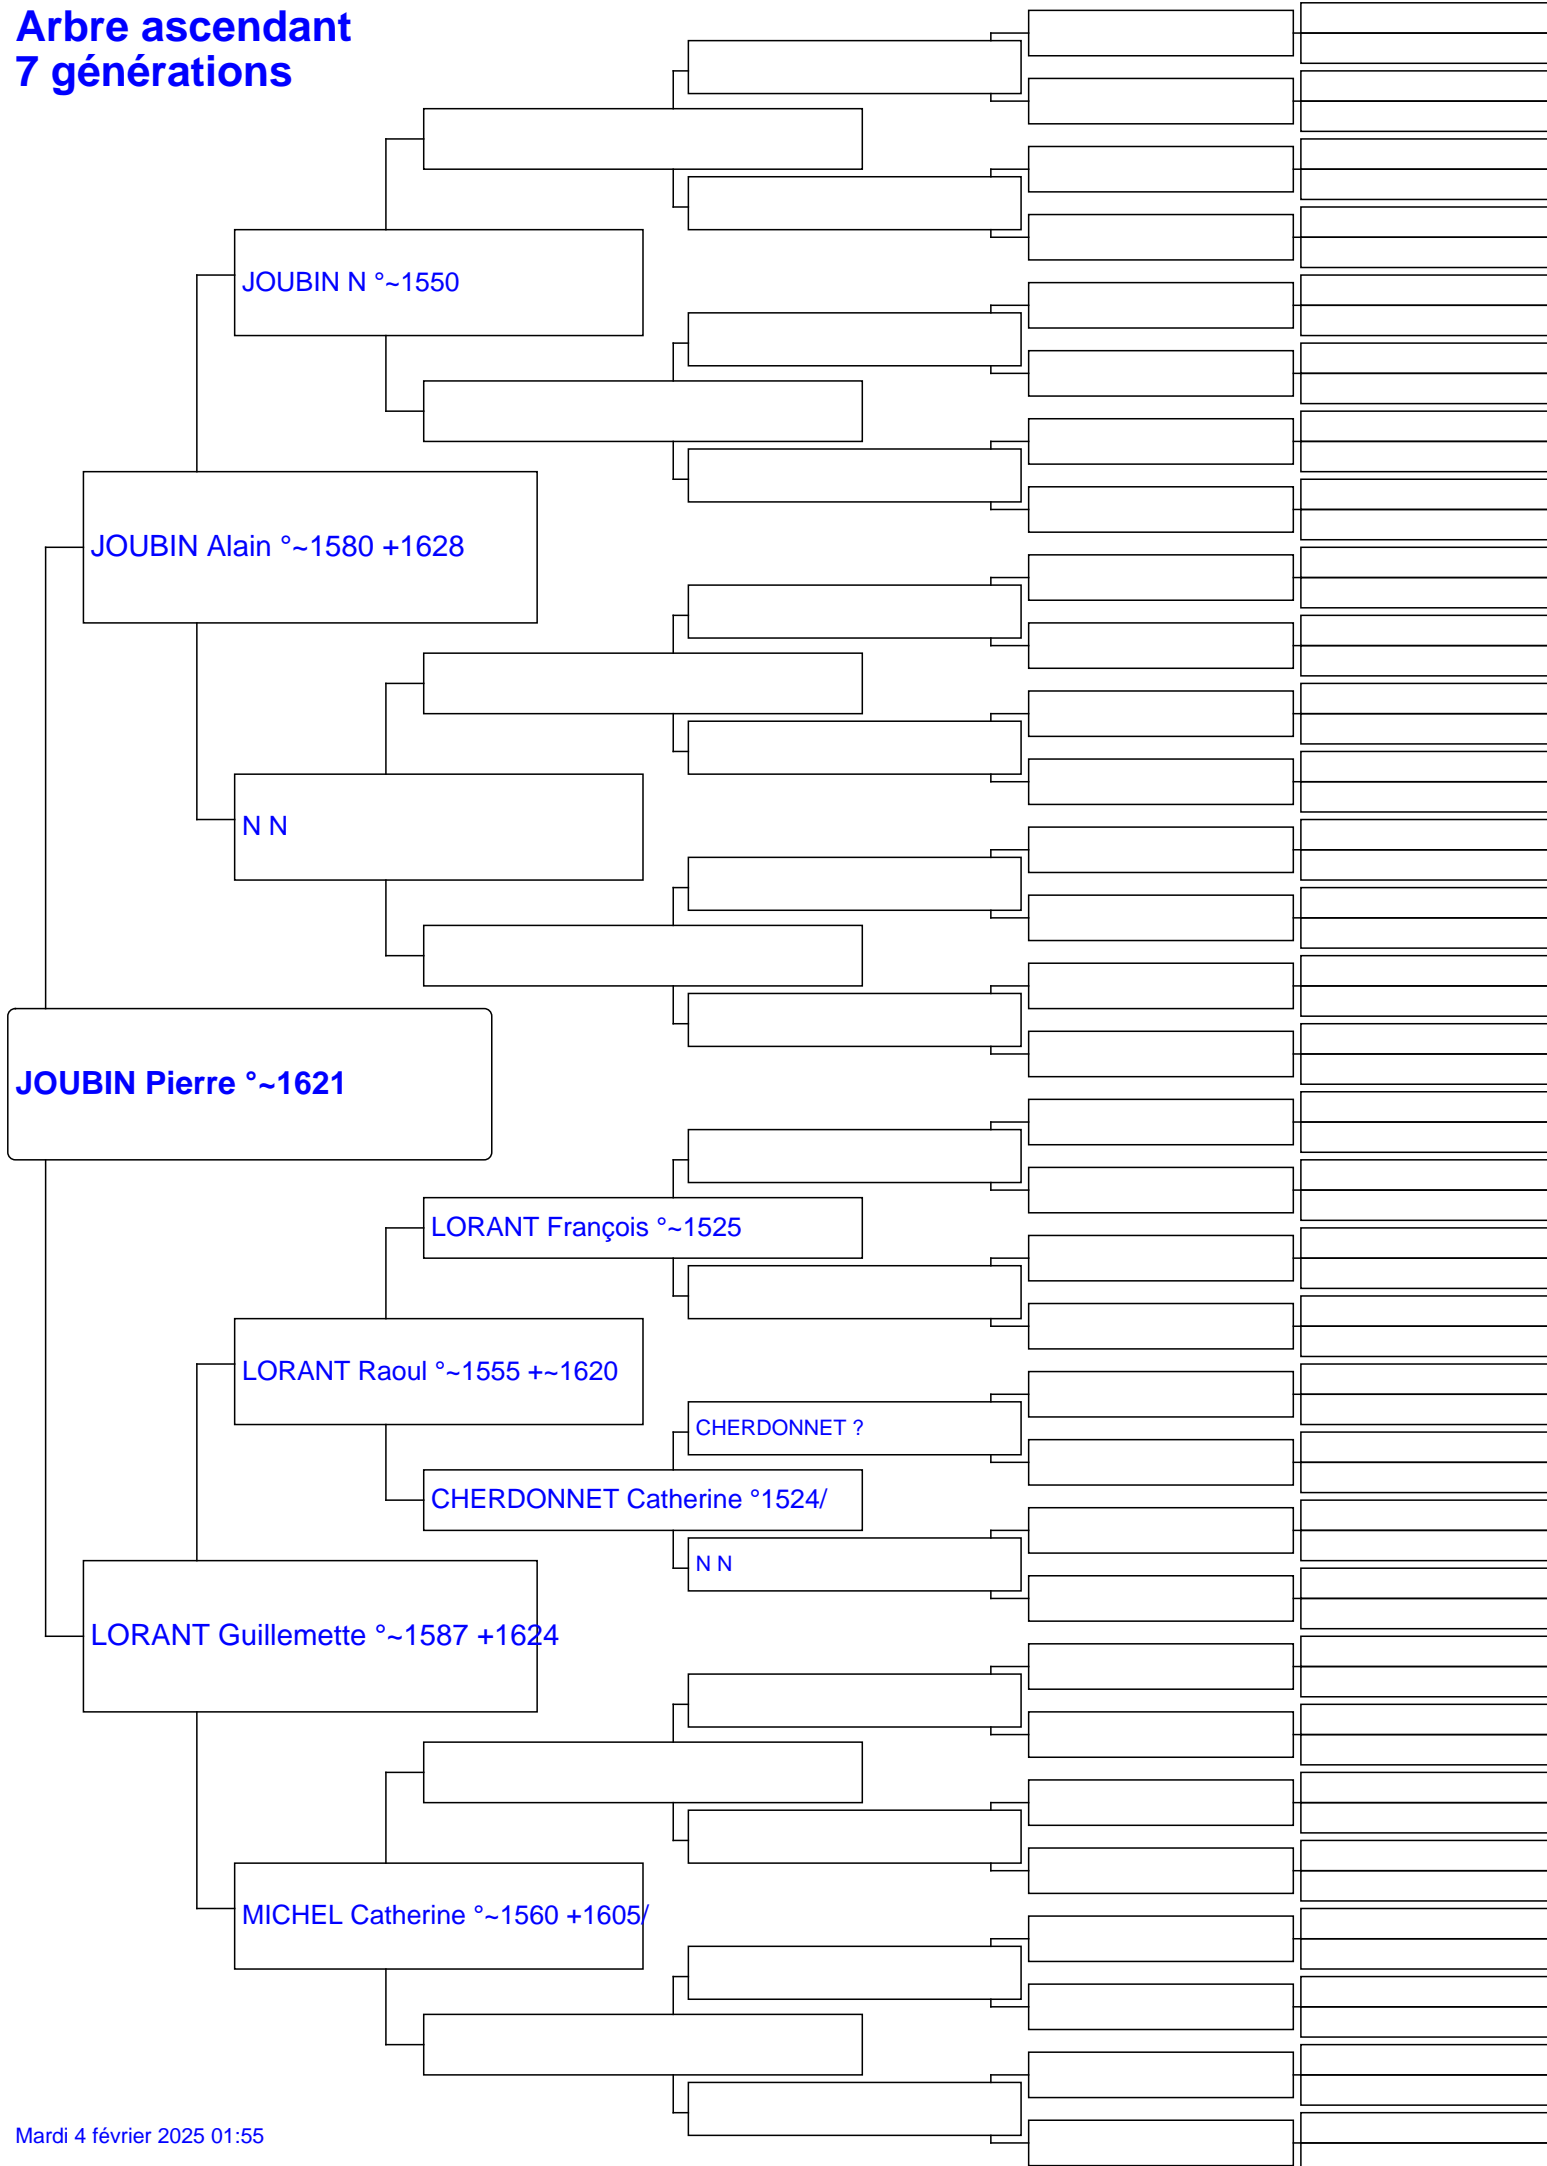 Arbre ascendant
7 générations
JOUBIN N °~1550
JOUBIN Alain °~1580 +1628
N N
JOUBIN Pierre °~1621
LORANT François °~1525
LORANT Raoul °~1555 +~1620
CHERDONNET ?
CHERDONNET Catherine °1524/
N N
LORANT Guillemette °~1587 +1624
MICHEL Catherine °~1560 +1605/
Mardi 4 février 2025 01:55